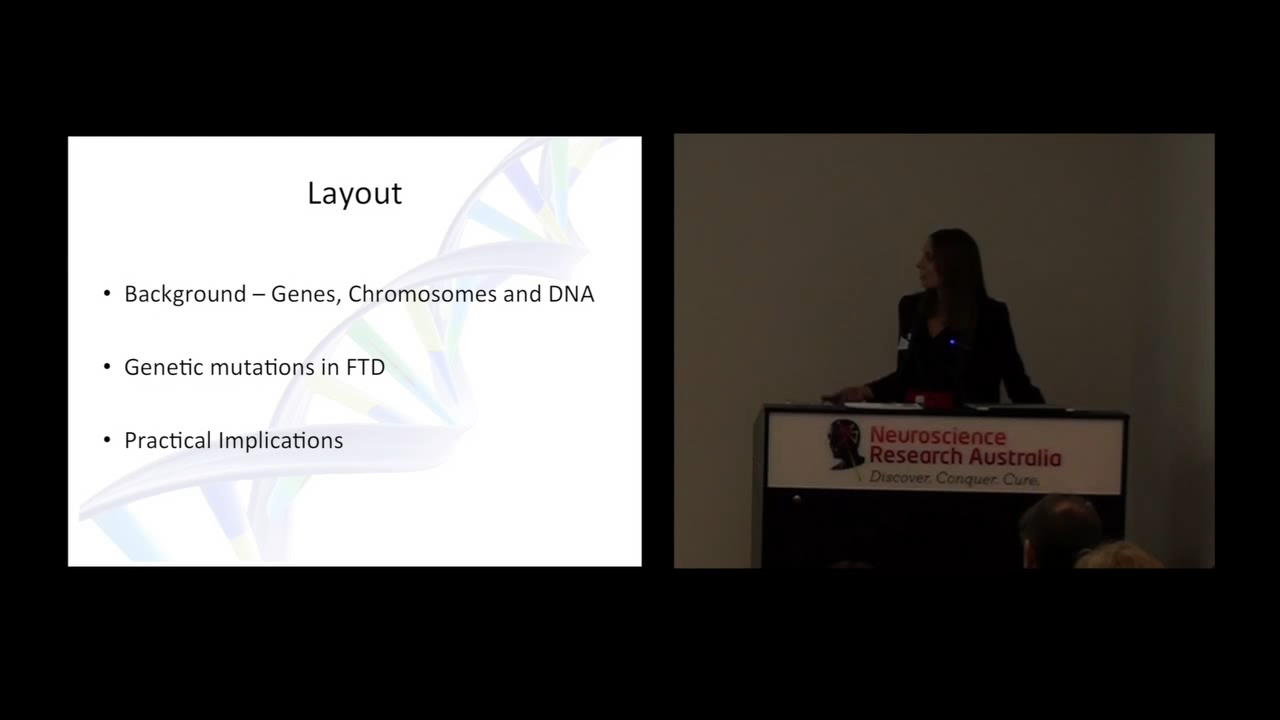 Layout
• Background – Genes, Chromosomes and DNA
• Genetic mutations in FTD
• Practical Implications
Neuroscience
Research Australia
Discover. Conquer. Cure.